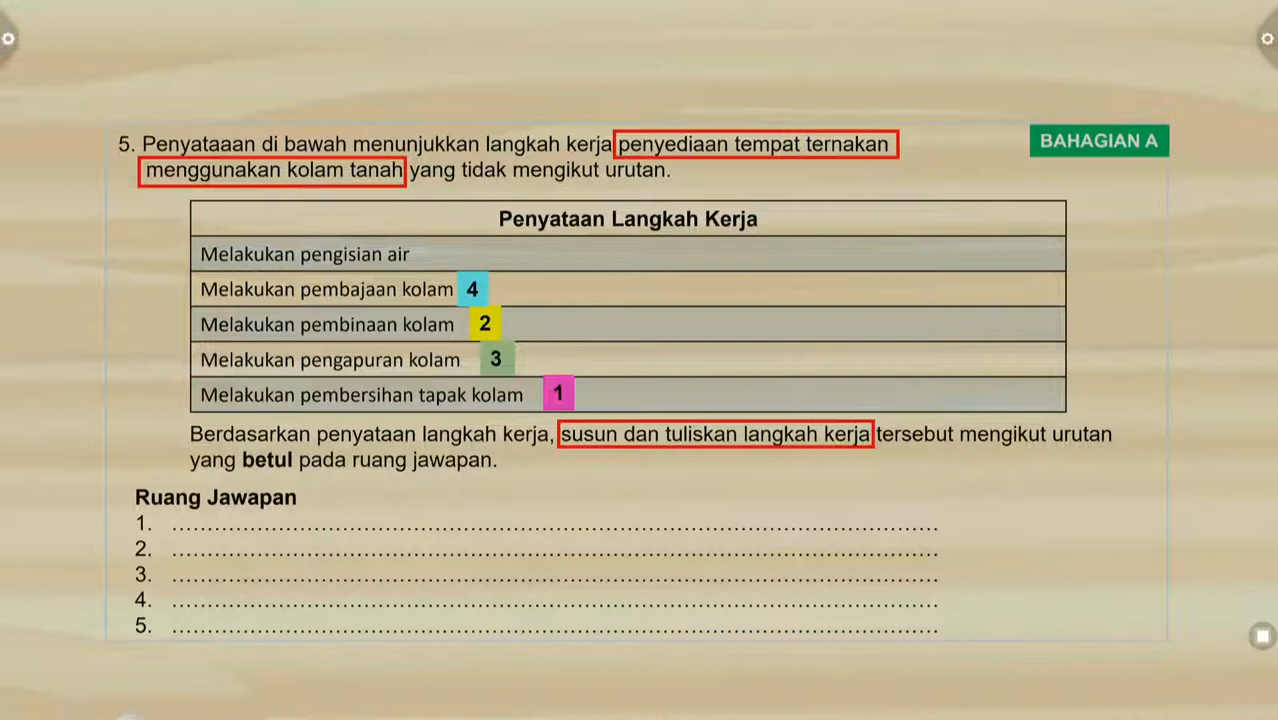 5. Penyataaan di bawah menunjukkan langkah kerja penyediaan tempat ternakan
BAHAGIAN A
menggunakan kolam tanah yang tidak mengikut urutan.
Penyataan Langkah Kerja
Melakukan pengisian air
Melakukan pembajaan kolam 4
Melakukan pembinaan kolam 2
Melakukan pengapuran kolam 3
Melakukan pembersihan tapak kolam 1
Berdasarkan penyataan langkah kerja, susun dan tuliskan langkah kerja tersebut mengikut urutan
yang betul pada ruang jawapan.
Ruang Jawapan
1. ....................................................................................................
2. ....................................................................................................
3. ....................................................................................................
4. ....................................................................................................
5. ....................................................................................................